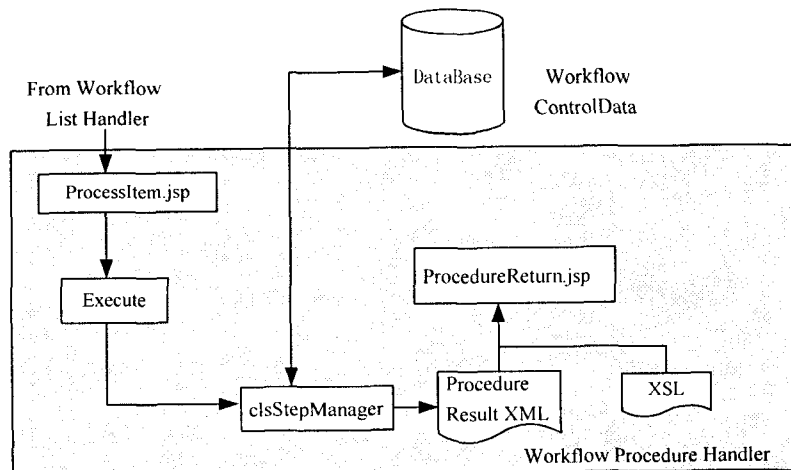 DataBase
Workflow
ControlData
From Workflow
List Handler
ProcessItem.jsp
ProcedureReturn.jsp
Execute
clsStepManager
Procedure
Result XML
XSL
Workflow Procedure Handler